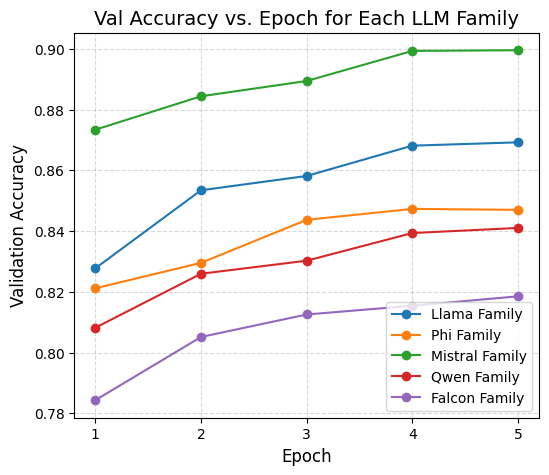 Val Accuracy vs. Epoch for Each LLM Family
Validation Accuracy
0.90
0.88
0.86
0.84
0.82
0.80
0.78
1 2 3 4 5
Epoch
Llama Family
Phi Family
Mistral Family
Qwen Family
Falcon Family